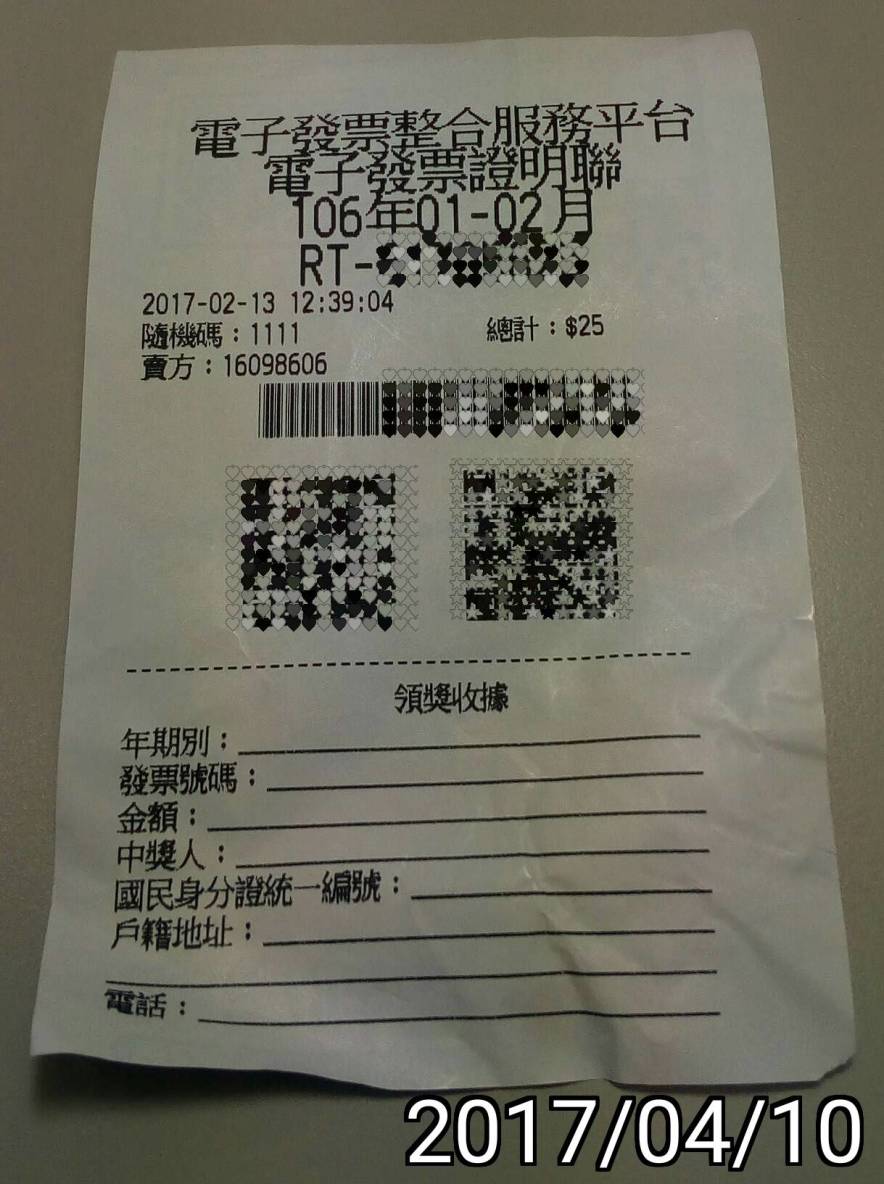 電子發票整合服務平台
電子發票證明聯
106年01-02月
RT-
2017-02-13 12:39:04
隨機碼：1111 總計：$25
賣方：16098606
領獎收據
年期別：
發票號碼：
金額：
中獎人：
國民身分證統一編號：
戶籍地址：
電話：
2017/04/10